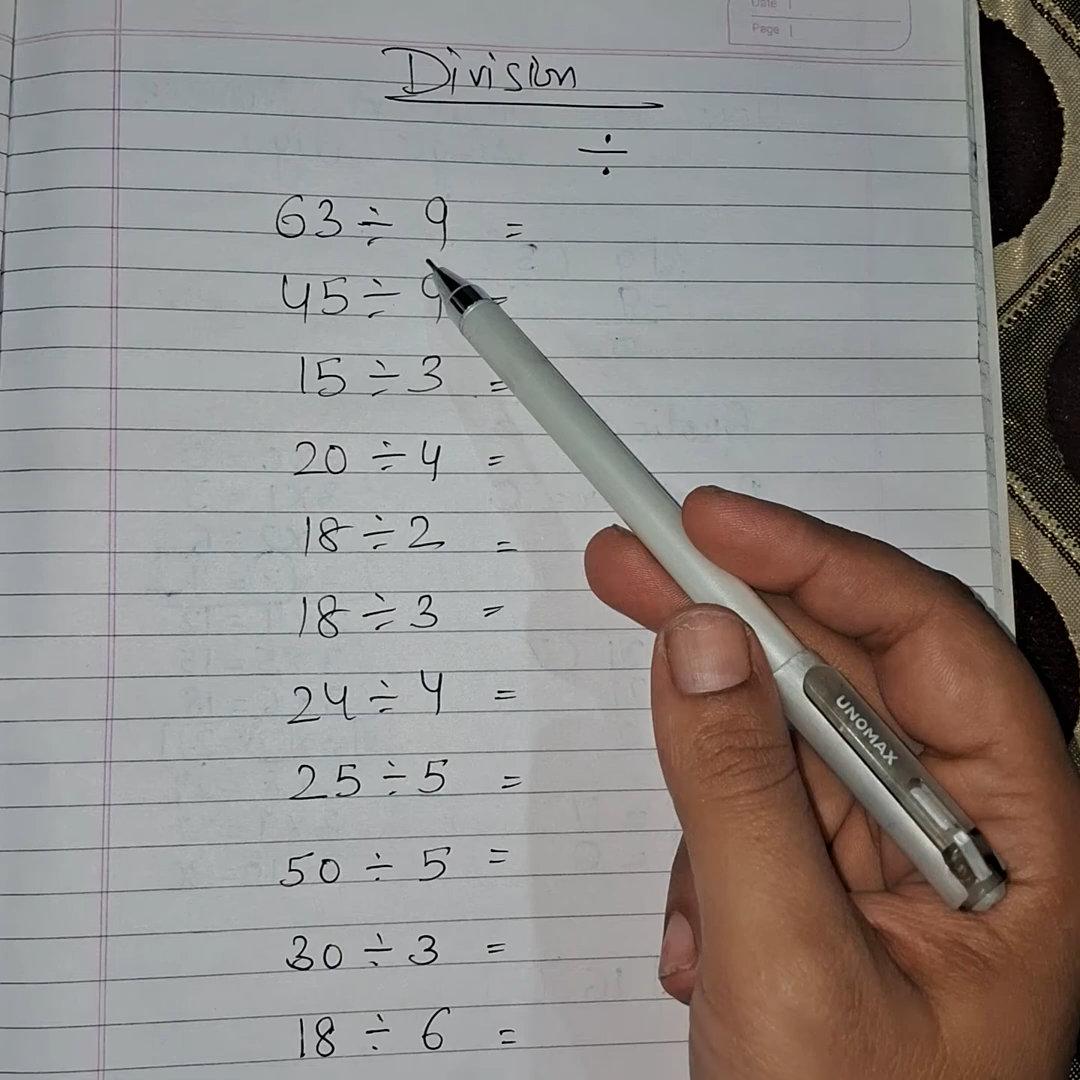 Date
Page
Division
÷
63 ÷ 9 =
45 ÷ 9 =
15 ÷ 3 =
20 ÷ 4 =
18 ÷ 2 =
18 ÷ 3 =
24 ÷ 4 =
25 ÷ 5 =
50 ÷ 5 =
30 ÷ 3 =
18 ÷ 6 =
UNOMAX